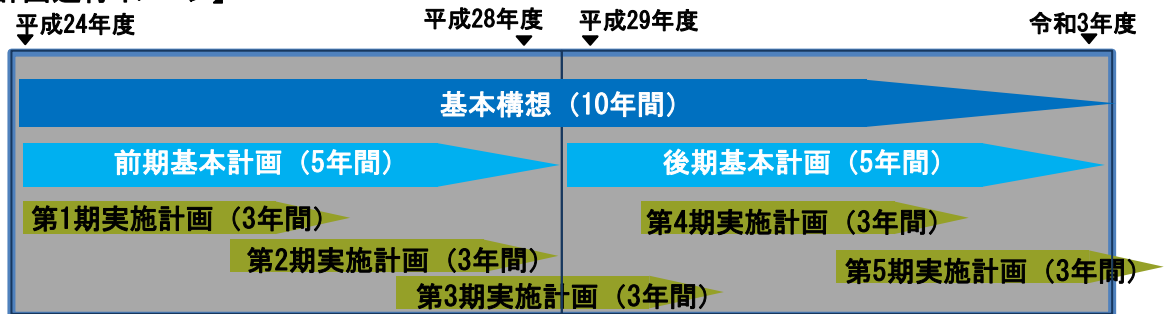 平成24年度
平成28年度
平成29年度
令和3年度
基本構想（10年間）
前期基本計画（5年間）
後期基本計画（5年間）
第1期実施計画（3年間）
第4期実施計画（3年間）
第2期実施計画（3年間）
第5期実施計画（3年間）
第3期実施計画（3年間）